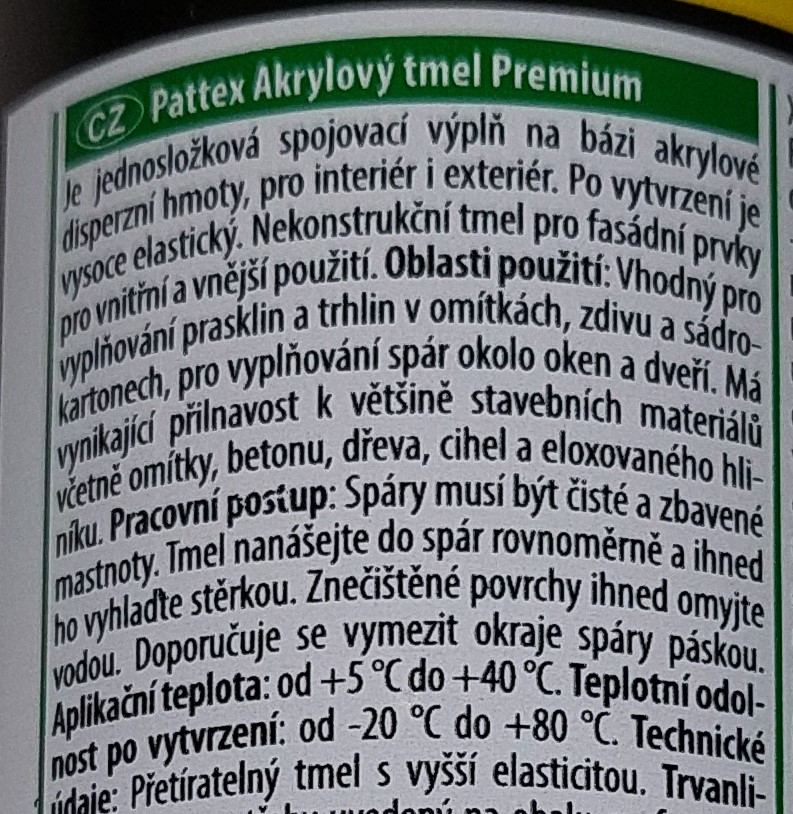 CZ Pattex Akrylový tmel Premium
Je jednosložková spojovací výplň na bázi akrylové
disperzní hmoty, pro interiér i exteriér. Po vytvrzení je
vysoce elastický. Nekonstrukční tmel pro fasádní prvky
pro vnitřní a vnější použití. Oblasti použití: Vhodný pro
vyplňování prasklin a trhlin v omítkách, zdivu a sádro-
kartonech, pro vyplňování spár okolo oken a dveří. Má
vynikající přilnavost k většině stavebních materiálů
včetně omítky, betonu, dřeva, cihel a eloxovaného hli-
níku. Pracovní postup: Spáry musí být čisté a zbavené
mastnoty. Tmel nanášejte do spár rovnoměrně a ihned
ho vyhlaďte stěrkou. Znečištěné povrchy ihned omyjte
vodou. Doporučuje se vymezit okraje spáry páskou.
Aplikační teplota: od +5 °C do +40 °C. Teplotní odol-
nost po vytvrzení: od -20 °C do +80 °C. Technické
údaje: Přetíratelný tmel s vyšší elasticitou. Trvanli-
uvedený na obalu